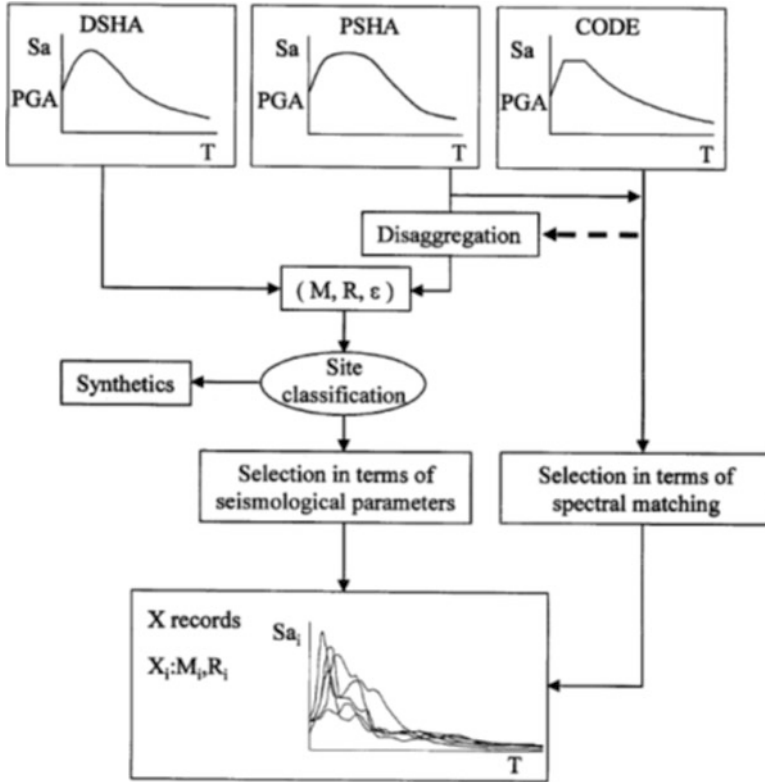 DSHA
Sa
PGA
T
PSHA
Sa
PGA
T
CODE
Sa
PGA
T
Disaggregation
( M, R, ε )
Site
classification
Synthetics
Selection in terms of
seismological parameters
Selection in terms of
spectral matching
X records
Xi:Mi,Ri
Sai
T